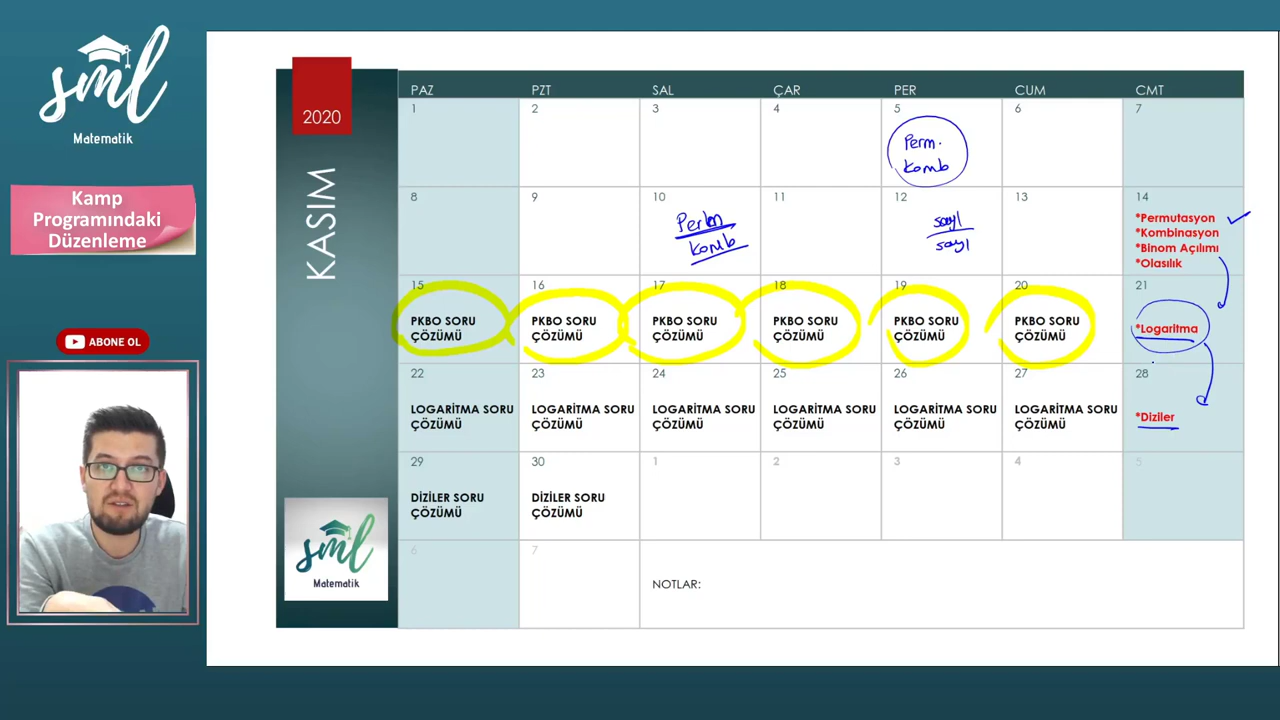 sml
Matematik
Kamp
Programındaki
Düzenleme
ABONE OL
2020
KASIM
sml
Matematik
PAZ PZT SAL ÇAR PER CUM CMT
1 2 3 4 5 6 7
Perm.
Komb
8 9 10 11 12 13 14
Perm
komb
sayı
sayı
*Permutasyon
*Kombinasyon
*Binom Açılımı
*Olasılık
15 16 17 18 19 20 21
PKBO SORU PKBO SORU PKBO SORU PKBO SORU PKBO SORU PKBO SORU
ÇÖZÜMÜ ÇÖZÜMÜ ÇÖZÜMÜ ÇÖZÜMÜ ÇÖZÜMÜ ÇÖZÜMÜ
*Logaritma
22 23 24 25 26 27 28
LOGARİTMA SORU LOGARİTMA SORU LOGARİTMA SORU LOGARİTMA SORU LOGARİTMA SORU LOGARİTMA SORU
ÇÖZÜMÜ ÇÖZÜMÜ ÇÖZÜMÜ ÇÖZÜMÜ ÇÖZÜMÜ ÇÖZÜMÜ
*Diziler
29 30 1 2 3 4 5
DİZİLER SORU DİZİLER SORU
ÇÖZÜMÜ ÇÖZÜMÜ
6 7
NOTLAR: